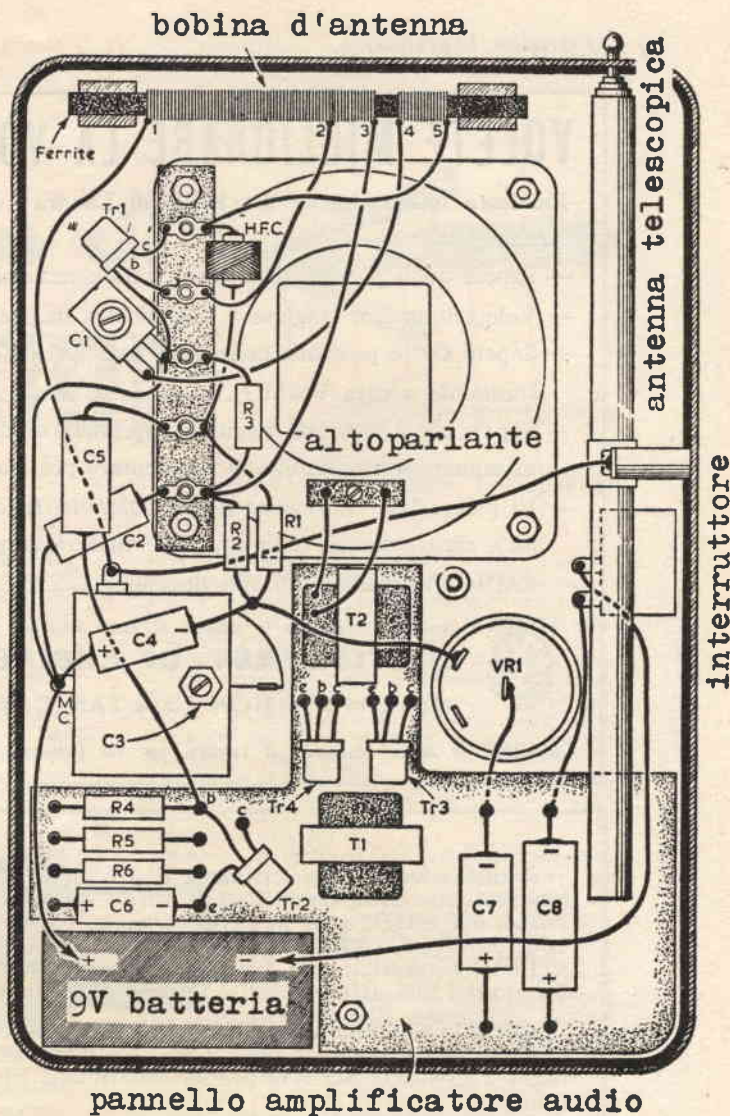 bobina d'antenna
antenna telescopica
1 2 3 4 5
Ferrite
Tr1
c
b
e
H.F.C.
C1
R3
altoparlante
C5
C2
R2
R1
interruttore
T2
C4
+ −
VR1
MC
C3
e b c e b c
Tr4
Tr3
R4
b
c
R5
R6
+ C6 −
e
Tr2
T1
−
C7
+
−
C8
+
+ −
9V batteria
pannello amplificatore audio